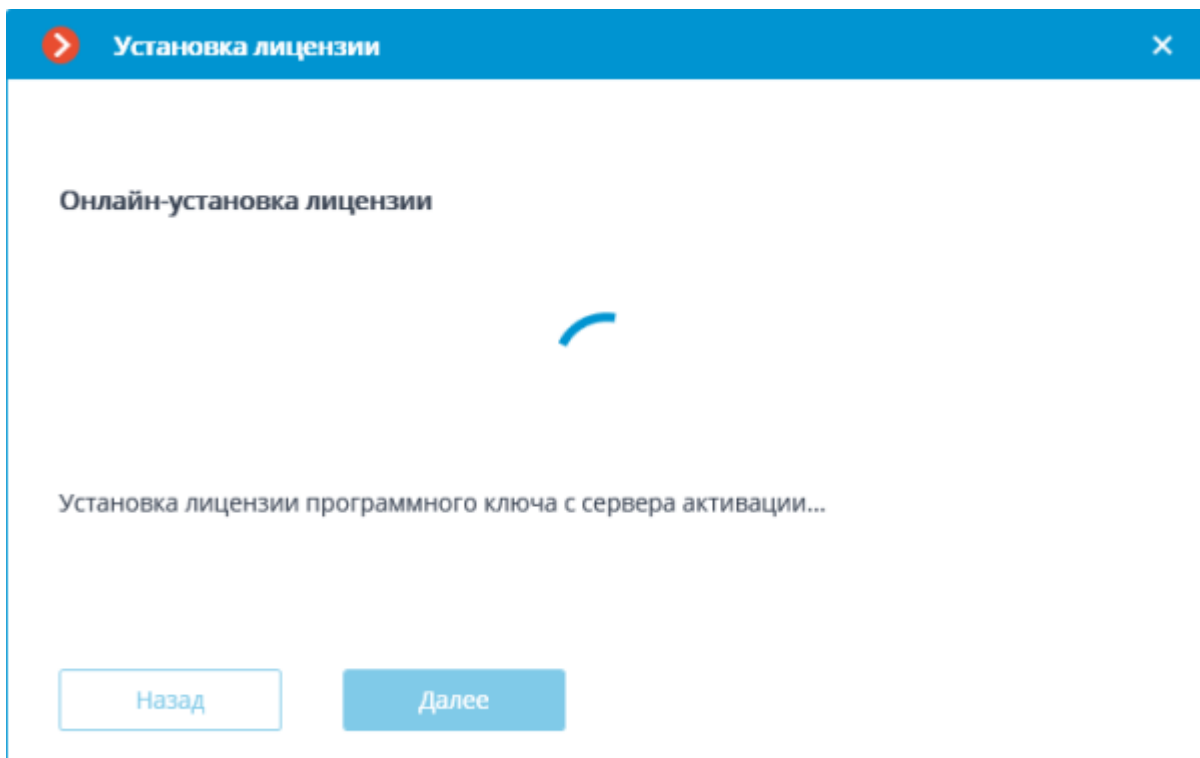 Установка лицензии
Онлайн-установка лицензии
Установка лицензии программного ключа с сервера активации...
Назад
Далее